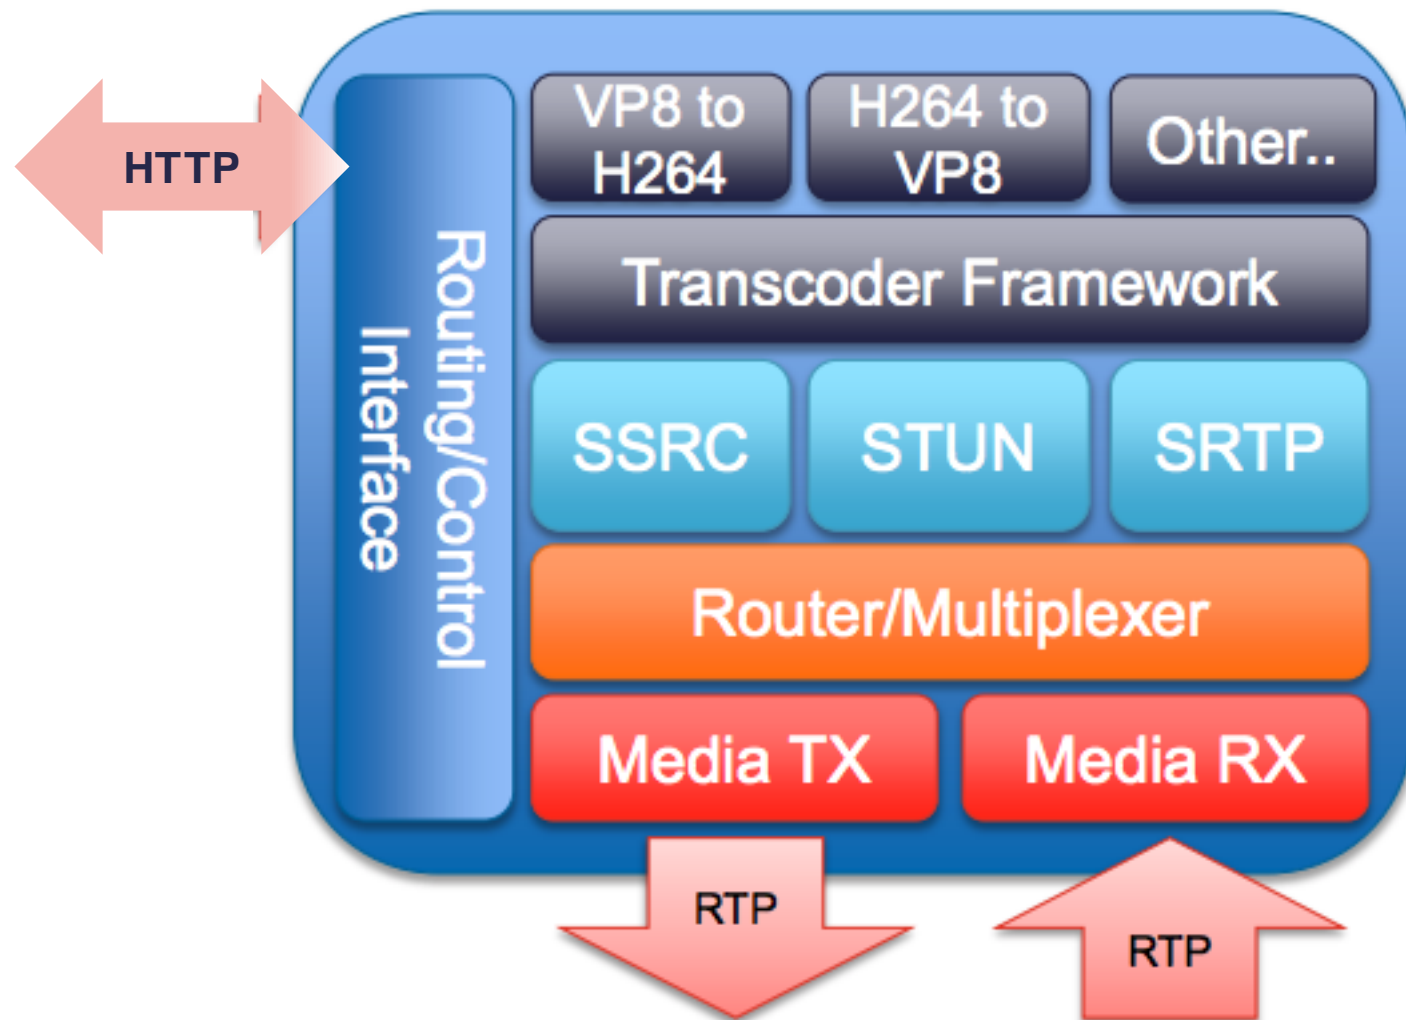 HTTP
Routing/Control
Interface
VP8 to
H264
H264 to
VP8
Other..
Transcoder Framework
SSRC
STUN
SRTP
Router/Multiplexer
Media TX
Media RX
RTP
RTP